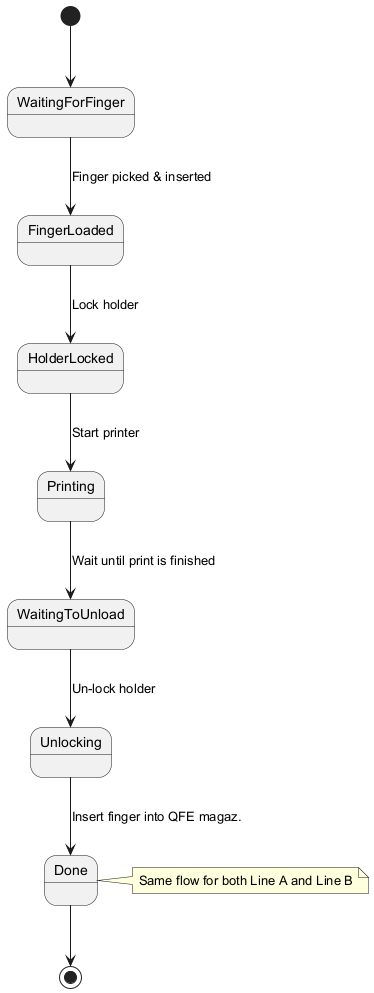 WaitingForFinger
Finger picked & inserted
FingerLoaded
Lock holder
HolderLocked
Start printer
Printing
Wait until print is finished
WaitingToUnload
Un-lock holder
Unlocking
Insert finger into QFE magaz.
Done
Same flow for both Line A and Line B